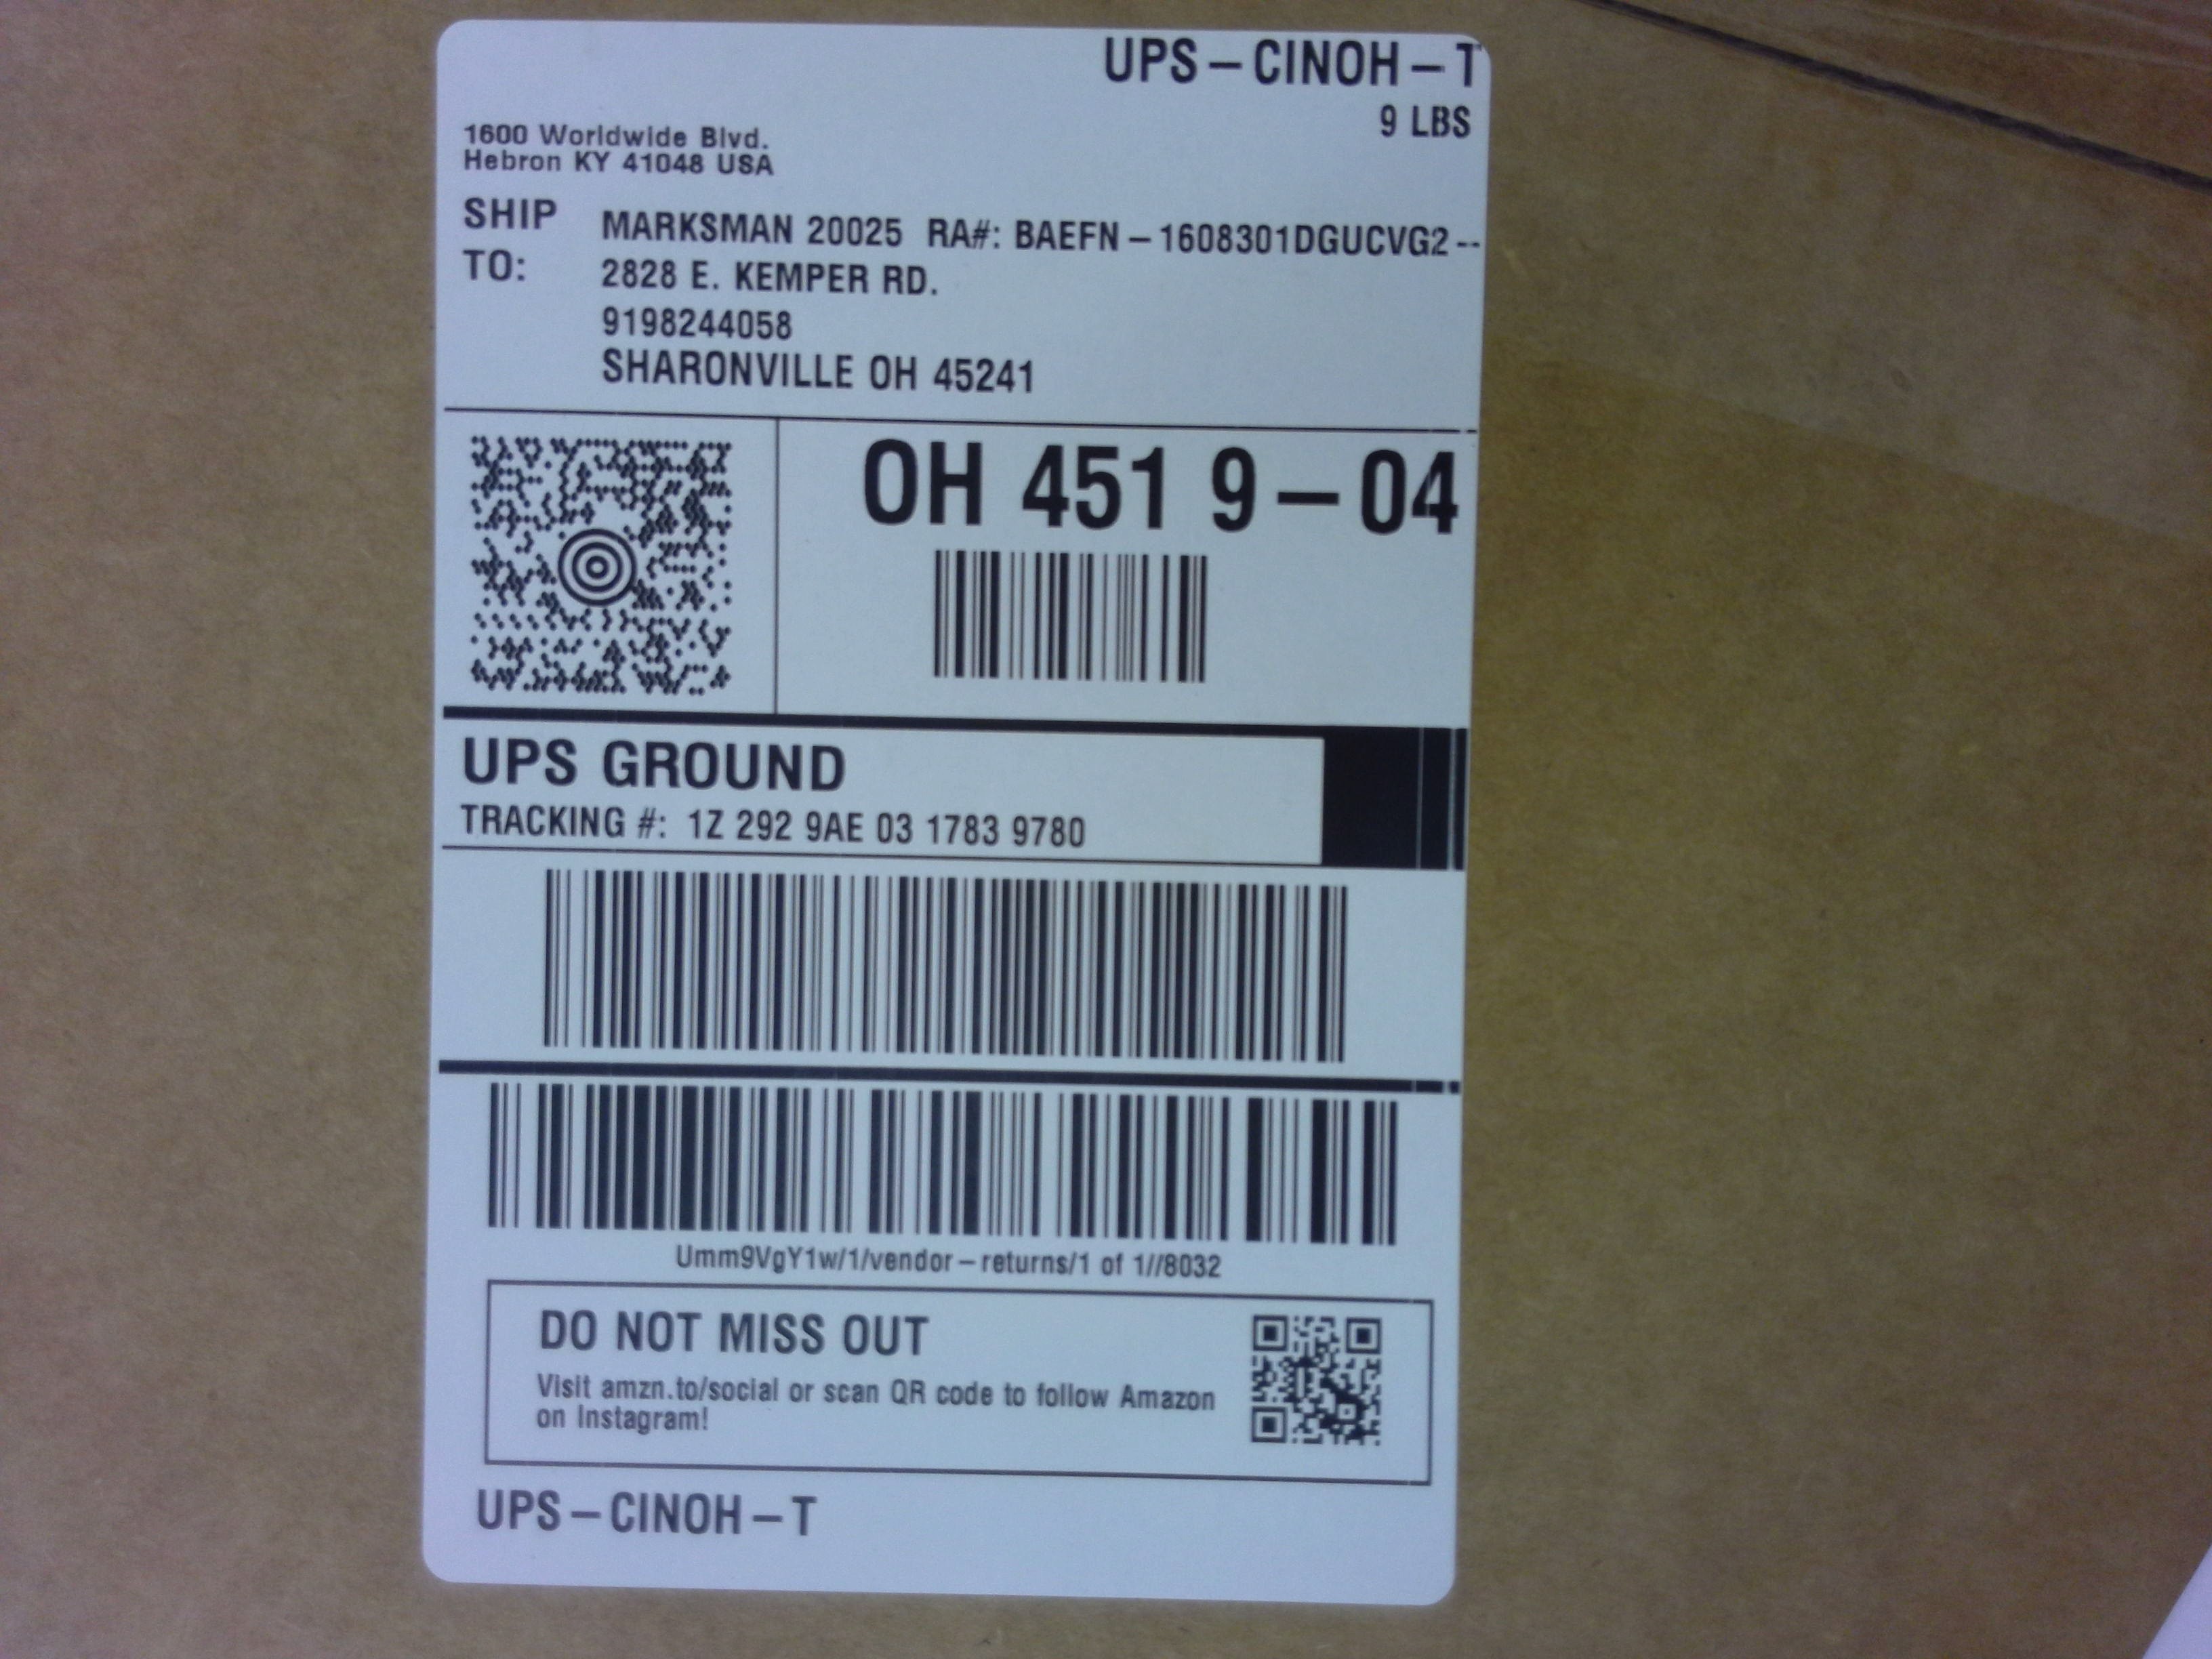 UPS – CINOH – T
9 LBS
1600 Worldwide Blvd.
Hebron KY 41048 USA
SHIP TO:
MARKSMAN 20025 RA#: BAEFN – 1608301DGUCVG2 --
2828 E. KEMPER RD.
9198244058
SHARONVILLE OH 45241
OH 451 9 – 04
UPS GROUND
TRACKING #: 1Z 292 9AE 03 1783 9780
Umm9VgY1w/1/vendor – returns/1 of 1//8032
DO NOT MISS OUT
Visit amzn.to/social or scan QR code to follow Amazon
on Instagram!
UPS – CINOH – T